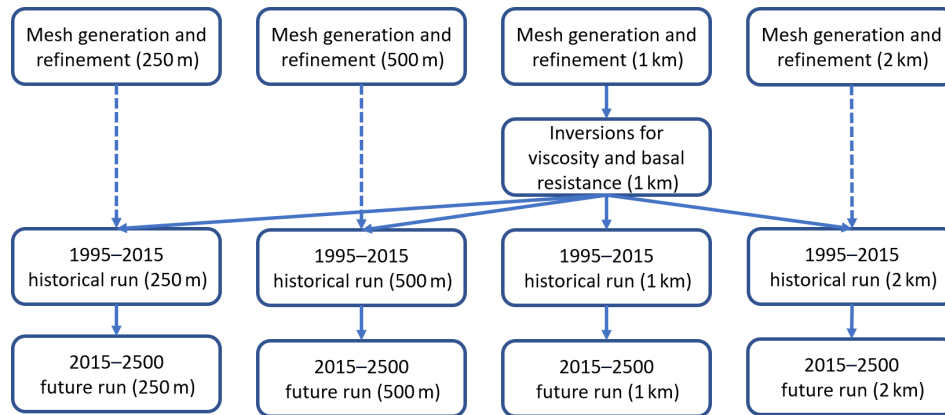 Mesh generation and
refinement (250 m)
Mesh generation and
refinement (500 m)
Mesh generation and
refinement (1 km)
Mesh generation and
refinement (2 km)
Inversions for
viscosity and basal
resistance (1 km)
1995–2015
historical run (250 m)
1995–2015
historical run (500 m)
1995–2015
historical run (1 km)
1995–2015
historical run (2 km)
2015–2500
future run (250 m)
2015–2500
future run (500 m)
2015–2500
future run (1 km)
2015–2500
future run (2 km)